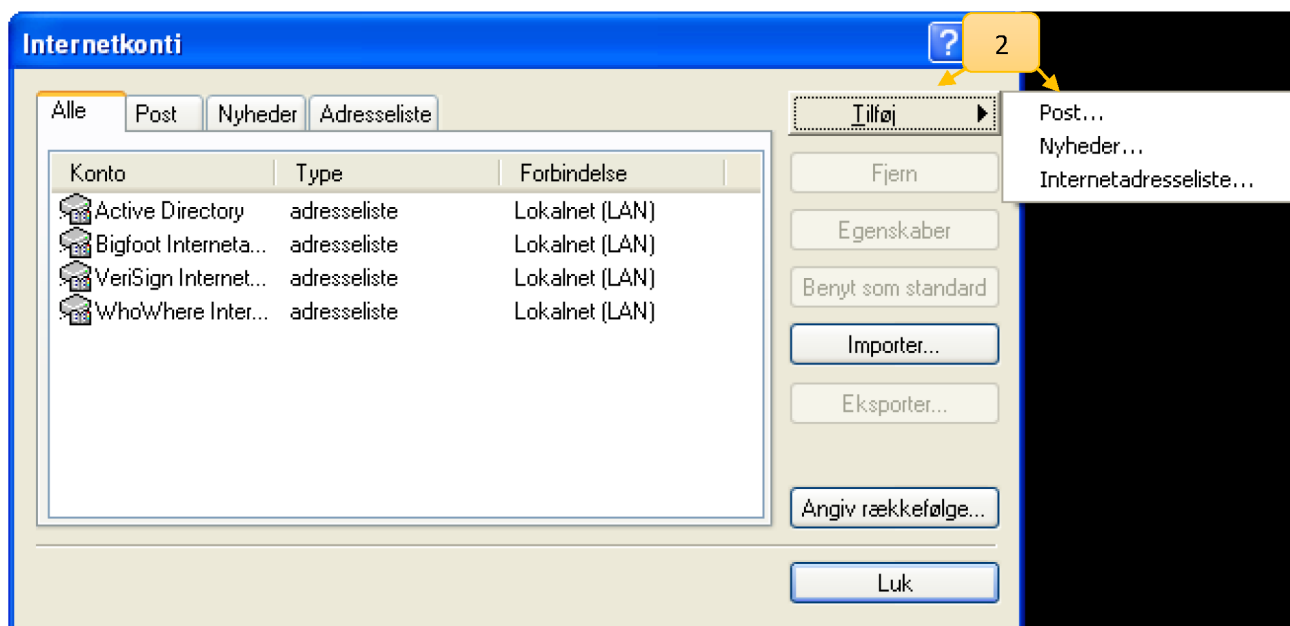 Internetkonti
?
2
Alle Post Nyheder Adresseliste
Konto Type Forbindelse
Active Directory adresseliste Lokalnet (LAN)
Bigfoot Interneta... adresseliste Lokalnet (LAN)
VeriSign Internet... adresseliste Lokalnet (LAN)
WhoWhere Inter... adresseliste Lokalnet (LAN)
Tilføj
Post...
Nyheder...
Internetadresseliste...
Fjern
Egenskaber
Benyt som standard
Importer...
Eksporter...
Angiv rækkefølge...
Luk